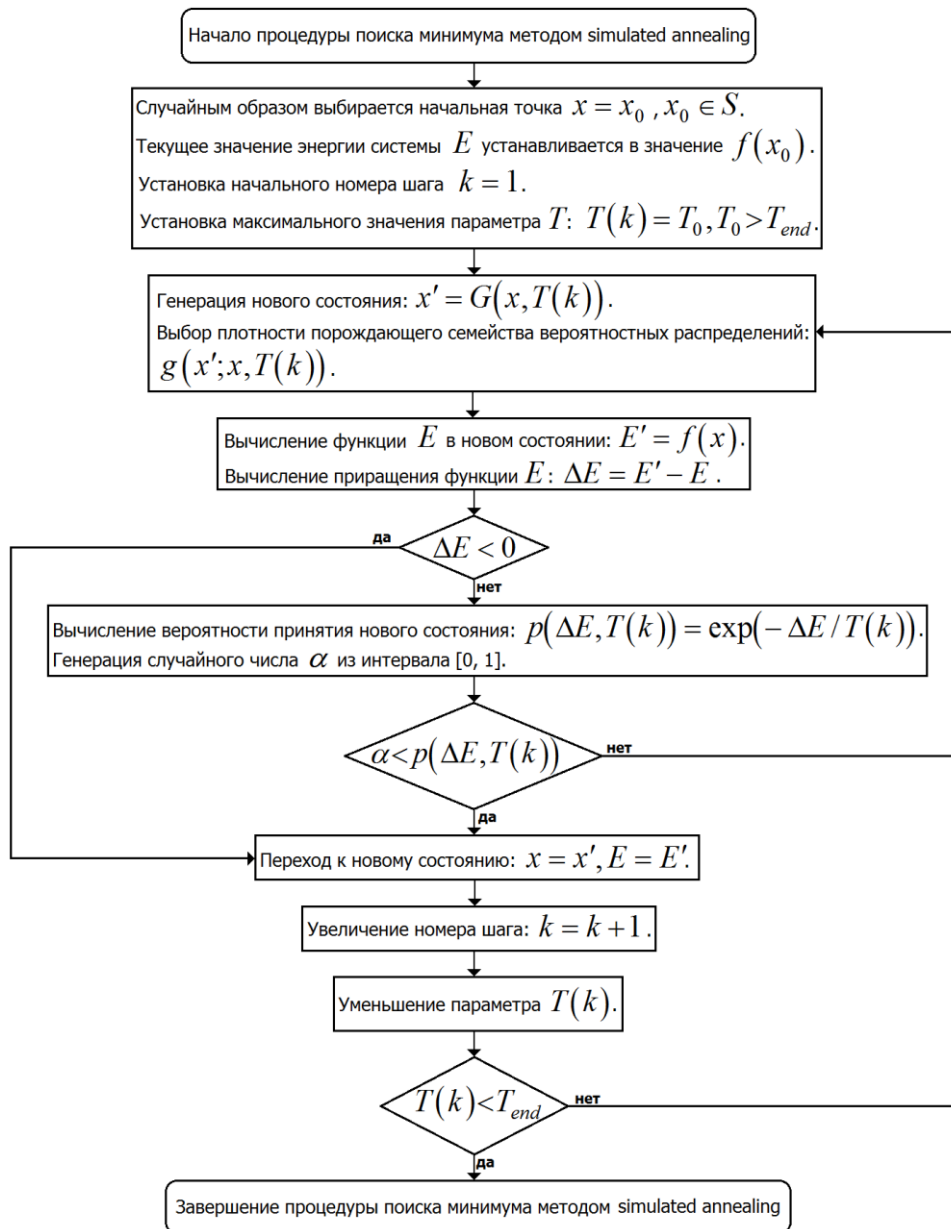 Начало процедуры поиска минимума методом simulated annealing
Случайным образом выбирается начальная точка x = x₀ , x₀ ∈ S.
Текущее значение энергии системы E устанавливается в значение f(x₀).
Установка начального номера шага k = 1.
Установка максимального значения параметра T: T(k) = T₀, T₀ > T_end.
Генерация нового состояния: x′ = G(x, T(k)).
Выбор плотности порождающего семейства вероятностных распределений:
g(x′; x, T(k)).
Вычисление функции E в новом состоянии: E′ = f(x).
Вычисление приращения функции E: ΔE = E′ − E.
да
ΔE < 0
нет
Вычисление вероятности принятия нового состояния: p(ΔE, T(k)) = exp(− ΔE / T(k)).
Генерация случайного числа α из интервала [0, 1].
α < p(ΔE, T(k))
нет
да
Переход к новому состоянию: x = x′, E = E′.
Увеличение номера шага: k = k + 1.
Уменьшение параметра T(k).
T(k) < T_end
нет
да
Завершение процедуры поиска минимума методом simulated annealing